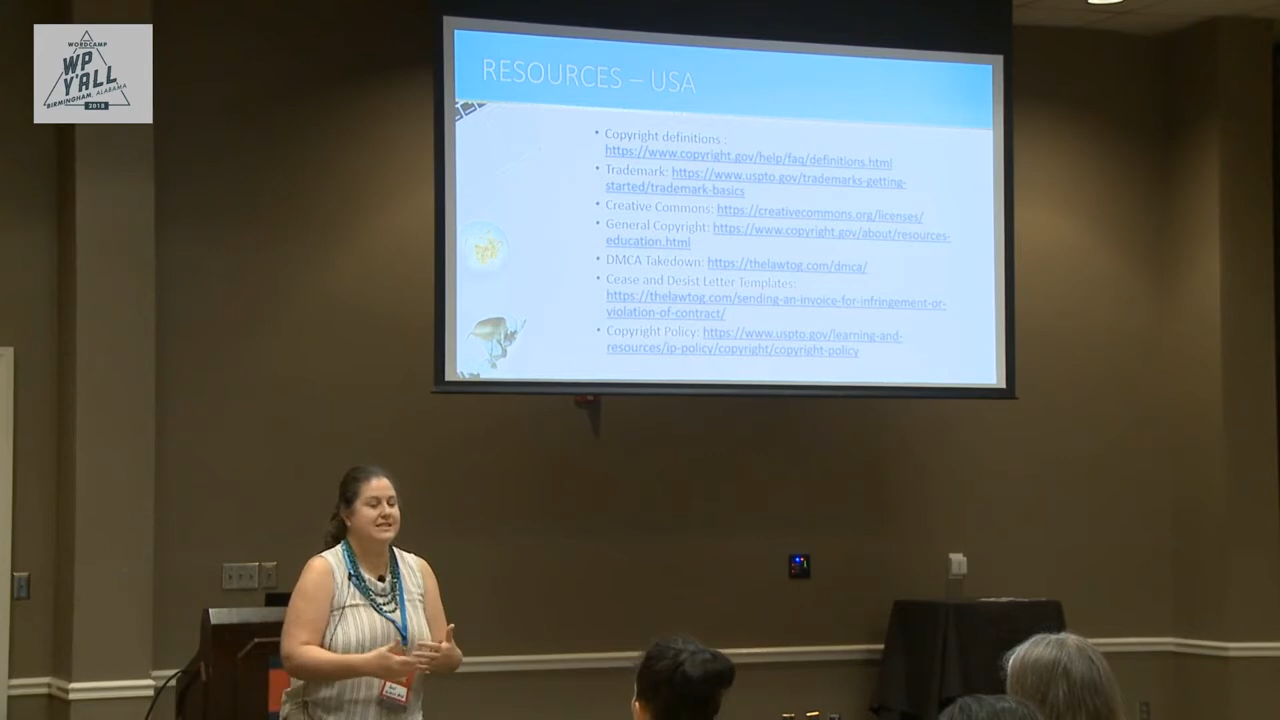 WORDCAMP
WP
Y'ALL
BIRMINGHAM, ALABAMA
2018
RESOURCES – USA
• Copyright definitions :
https://www.copyright.gov/help/faq/definitions.html
• Trademark: https://www.uspto.gov/trademarks-getting-
started/trademark-basics
• Creative Commons: https://creativecommons.org/licenses/
• General Copyright: https://www.copyright.gov/about/resources-
education.html
• DMCA Takedown: https://thelawtog.com/dmca/
• Cease and Desist Letter Templates:
https://thelawtog.com/sending-an-invoice-for-infringement-or-
violation-of-contract/
• Copyright Policy: https://www.uspto.gov/learning-and-
resources/ip-policy/copyright/copyright-policy